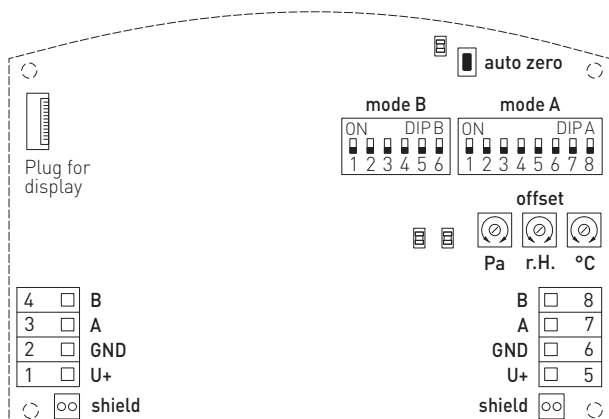 auto zero
mode B mode A
ON DIP B ON DIP A
1 2 3 4 5 6 1 2 3 4 5 6 7 8
Plug for
display
offset
Pa r.H. °C
4 B B 8
3 A A 7
2 GND GND 6
1 U+ U+ 5
shield shield